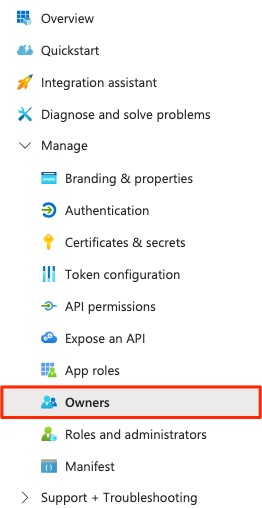 Overview
Quickstart
Integration assistant
Diagnose and solve problems
Manage
Branding & properties
Authentication
Certificates & secrets
Token configuration
API permissions
Expose an API
App roles
Owners
Roles and administrators
Manifest
Support + Troubleshooting